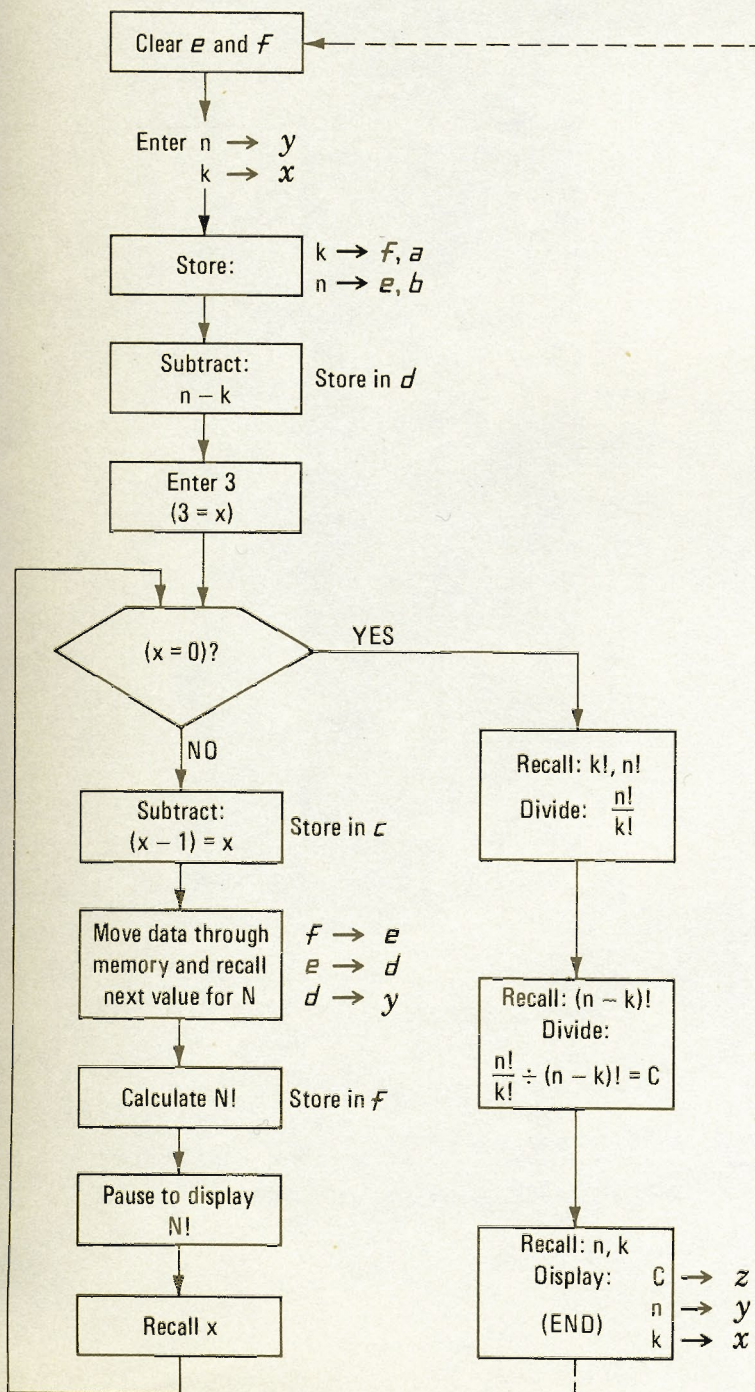 Clear e and f
Enter n → y
k → x
Store:
k → f, a
n → e, b
Subtract:
n − k
Store in d
Enter 3
(3 = x)
(x = 0)?
YES
NO
Subtract:
(x − 1) = x
Store in c
Move data through
memory and recall
next value for N
f → e
e → d
d → y
Calculate N!
Store in f
Pause to display
N!
Recall x
Recall: k!, n!
Divide: n!
k!
Recall: (n − k)!
Divide:
n!
k! ÷ (n − k)! = C
Recall: n, k
Display: C → z
n → y
(END)
k → x